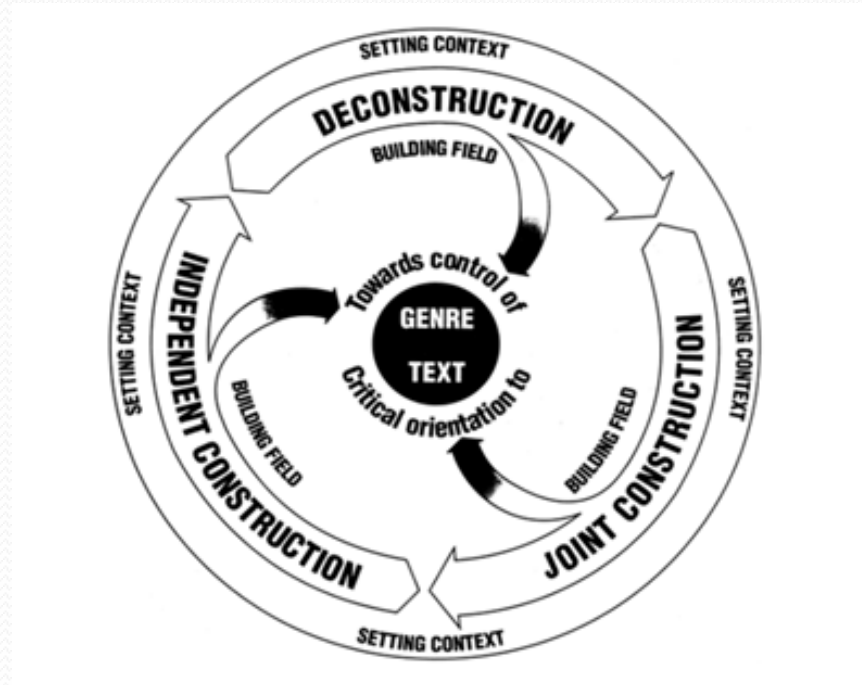 SETTING CONTEXT
DECONSTRUCTION
BUILDING FIELD
Towards control of
GENRE
TEXT
Critical orientation to
INDEPENDENT CONSTRUCTION
BUILDING FIELD
SETTING CONTEXT
JOINT CONSTRUCTION
BUILDING FIELD
SETTING CONTEXT
SETTING CONTEXT